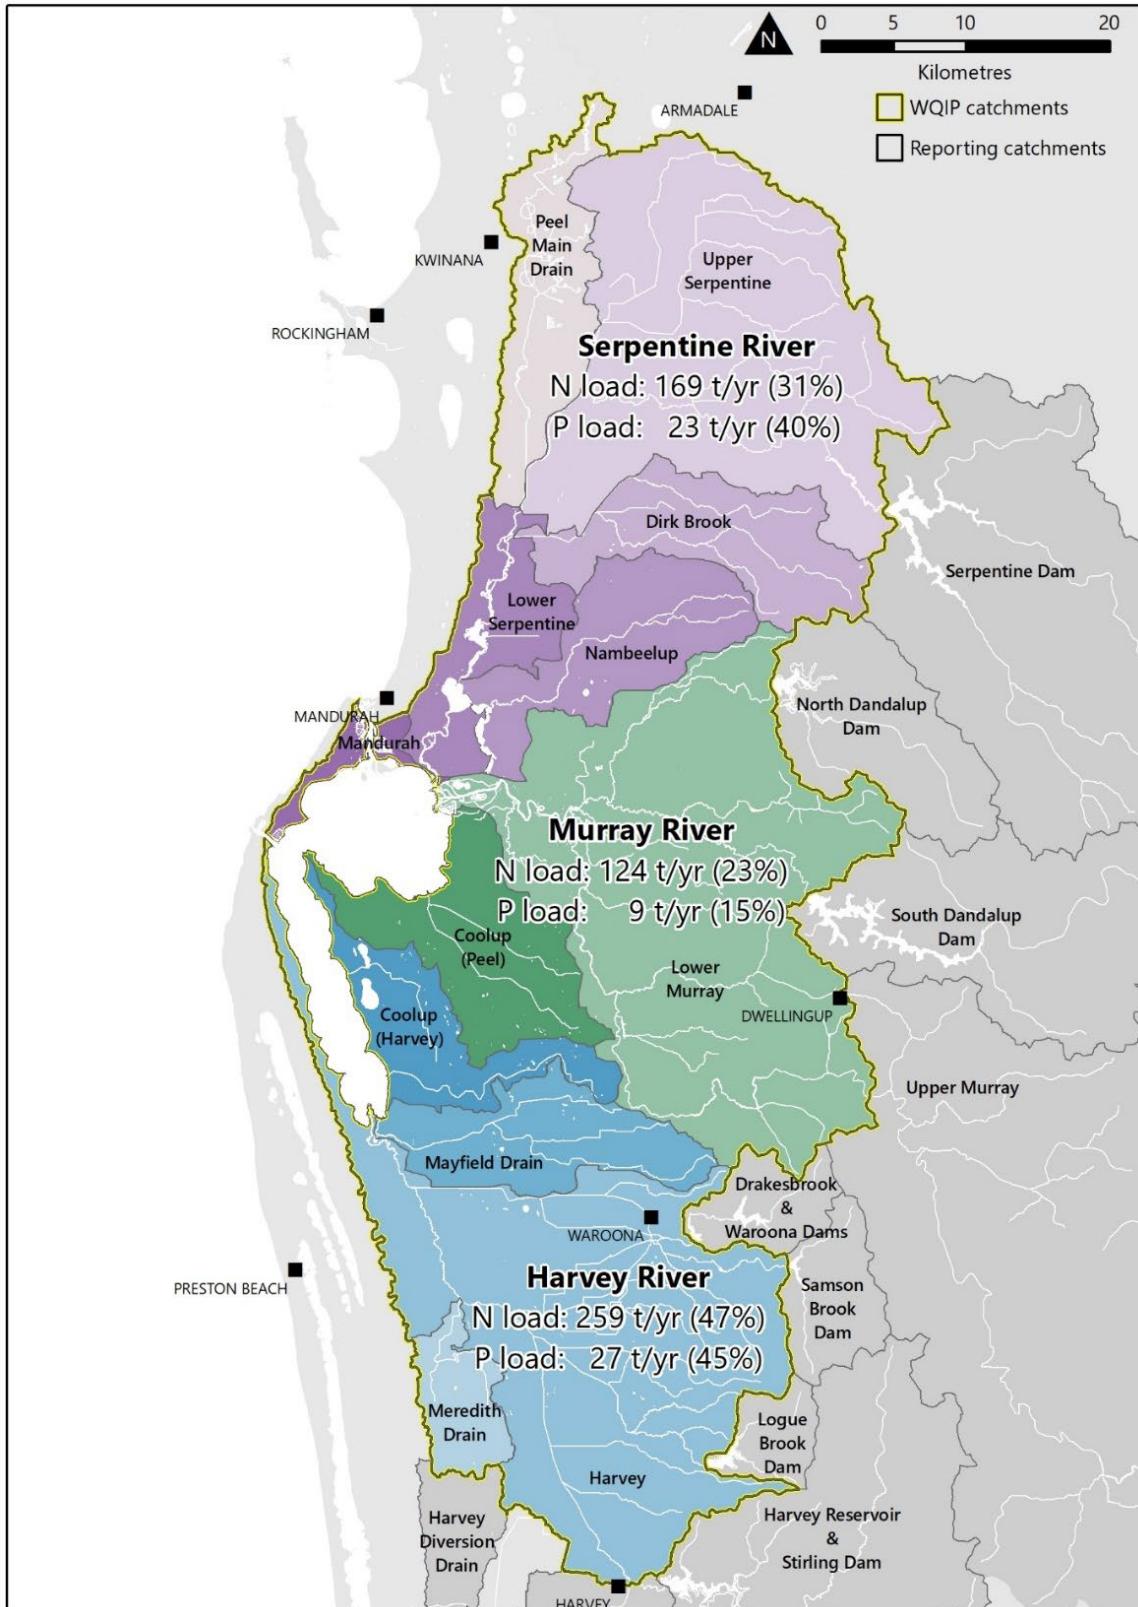 N
0
10
20
Kilometres
WQIP catchments
Reporting catchments
ARMADALE
Peel
Main
Drain
KWINANA
Upper
Serpentine
ROCKINGHAM
Serpentine River
N load: 169 t/yr (31%)
P load: 23 t/yr (40%)
Dirk Brook
Serpentine Dam
Lower
Serpentine
Nambeelup
MANDURAH
Mandurah
North Dandalup
Dam
Murray River
N load: 124 t/yr (23%)
P load: 9 t/yr (15%)
Coolup
(Peel)
South Dandalup
Dam
Lower
Murray
DWELLINGUP
Coolup
(Harvey)
Upper Murray
Mayfield Drain
Drakesbrook
&
Waroona Dams
WAROONA
PRESTON BEACH
Harvey River
N load: 259 t/yr (47%)
P load: 27 t/yr (45%)
Samson
Brook
Dam
Meredith
Drain
Logue
Brook
Dam
Harvey
Harvey
Diversion
Drain
Harvey Reservoir
&
Stirling Dam
HARVEY